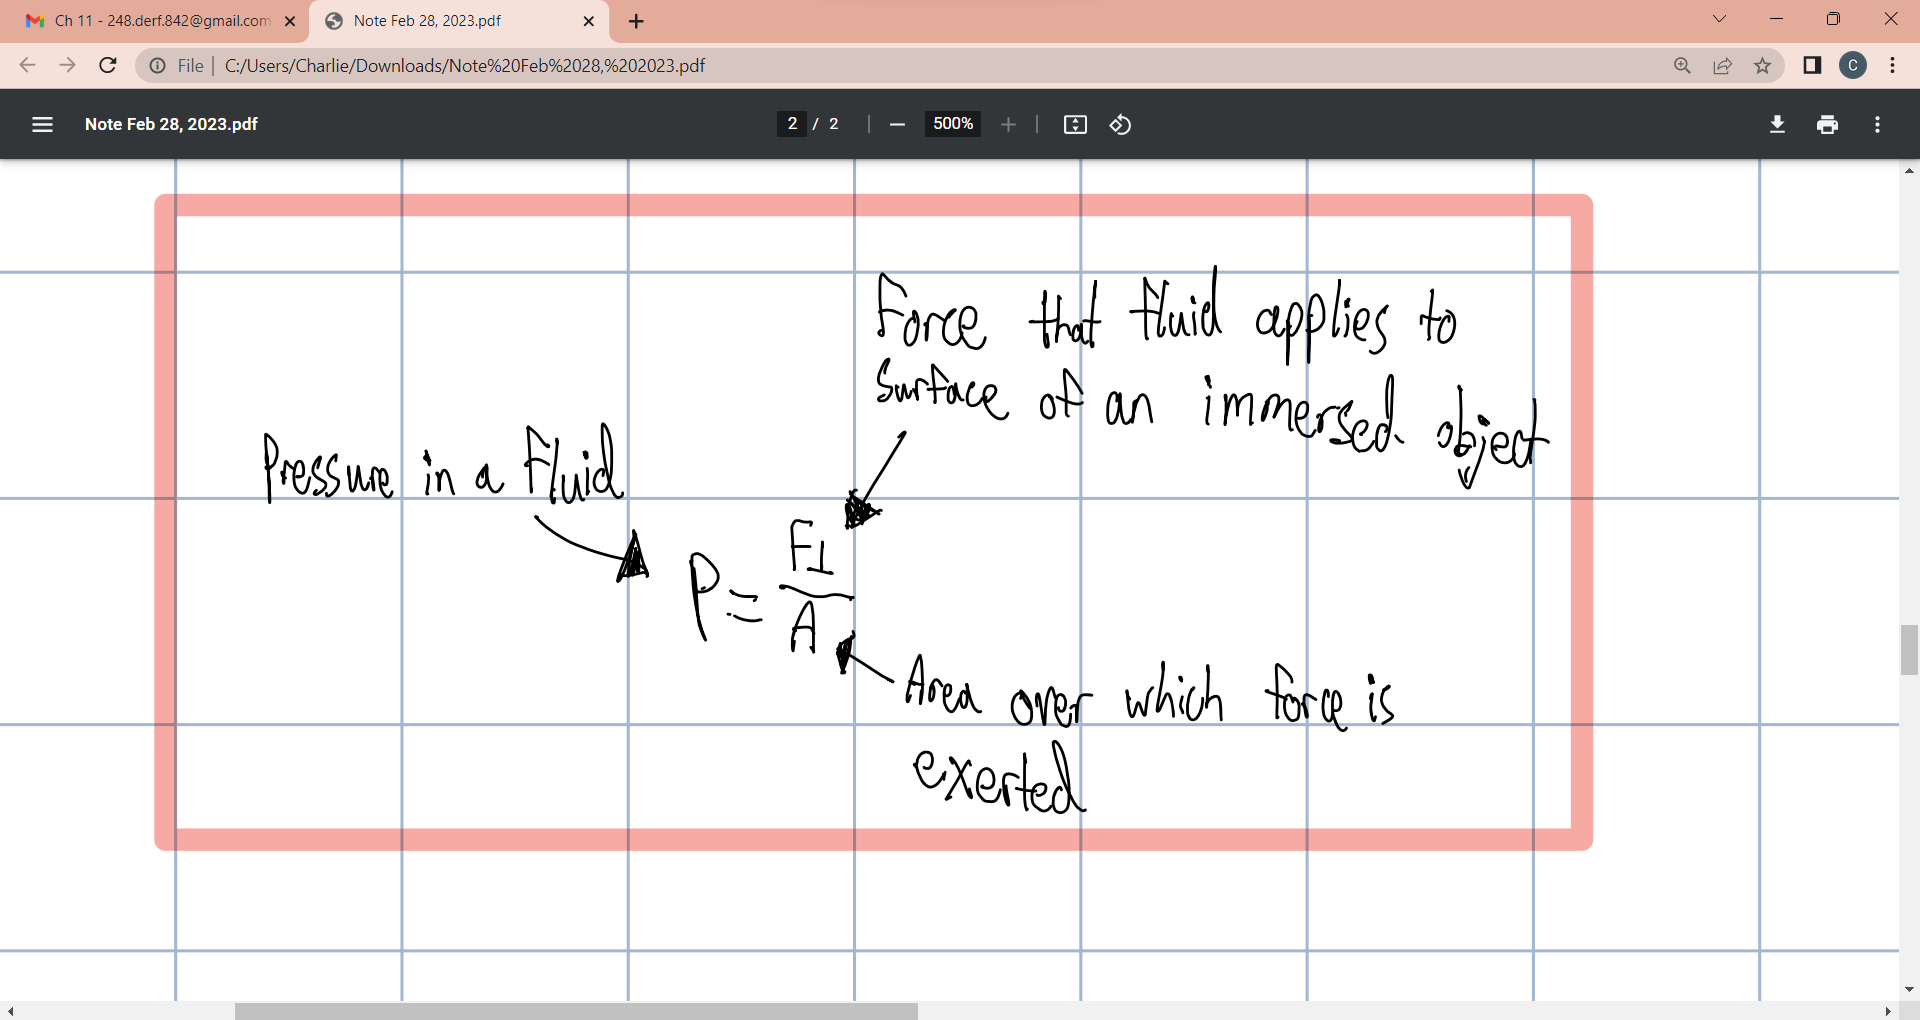 Ch 11 - 248.derf.842@gmail.com
Note Feb 28, 2023.pdf
File
C:/Users/Charlie/Downloads/Note%20Feb%2028,%202023.pdf
C
Note Feb 28, 2023.pdf
2 / 2
500%
Force that fluid applies to
surface of an immersed object
Pressure in a fluid
P = F⊥ / A
Area over which force is
exerted